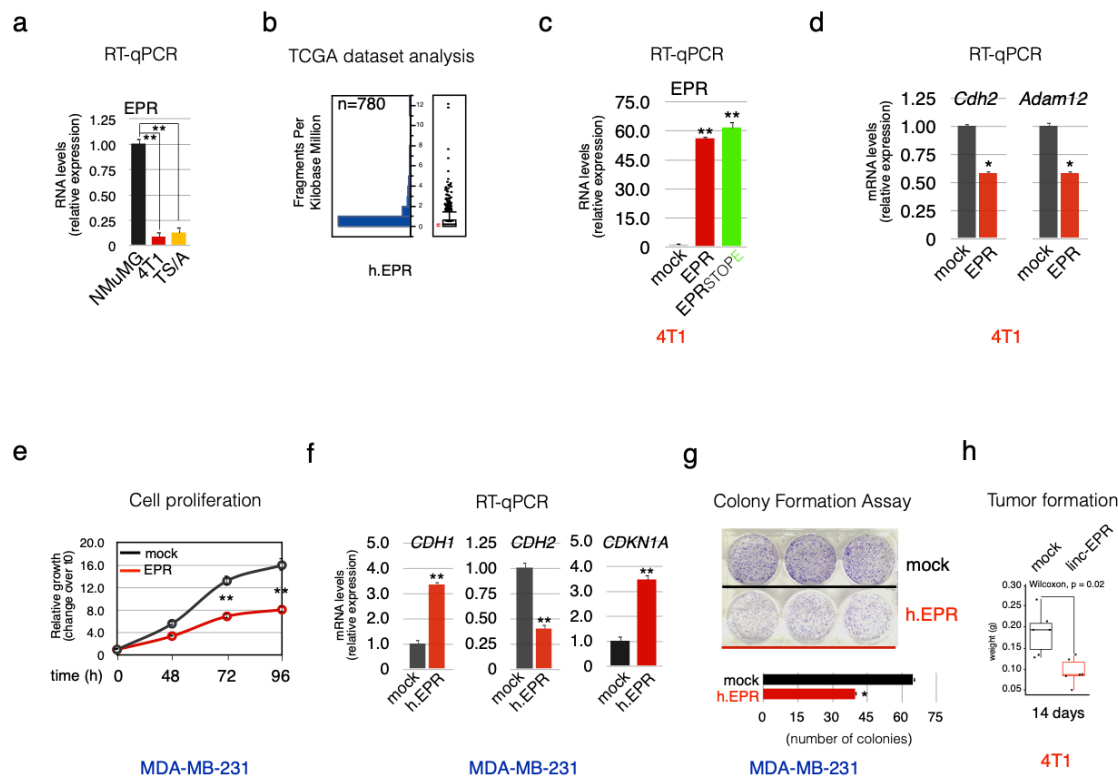 a
RT-qPCR
EPR
RNA levels
(relative expression)
1.25
1.00
0.75
0.50
0.25
0
**
**
NMuMG
4T1
TS/A
b
TCGA dataset analysis
n=780
Fragments Per
Kilobase Million
12
10
8
6
4
2
0
h.EPR
c
RT-qPCR
EPR
RNA levels
(relative expression)
75.0
60.0
45.0
30.0
15.0
0
**
**
mock
EPR
EPRSTOPE
4T1
d
RT-qPCR
Cdh2
Adam12
mRNA levels
(relative expression)
1.25
1.00
0.75
0.50
0.25
0
*
*
mock
EPR
mock
EPR
4T1
e
Cell proliferation
Relative growth
(change over t0)
20.0
16.0
12.0
8.0
4.0
mock
EPR
**
**
time (h)
0
48
72
96
MDA-MB-231
f
RT-qPCR
mRNA levels
(relative expression)
CDH1
5.0
4.0
3.0
2.0
1.0
0
**
mock
h.EPR
CDH2
1.25
1.00
0.75
0.50
0.25
0
**
mock
h.EPR
CDKN1A
5.0
4.0
3.0
2.0
1.0
0
**
mock
h.EPR
MDA-MB-231
g
Colony Formation Assay
mock
h.EPR
mock
h.EPR
*
0
15
30
45
60
75
(number of colonies)
MDA-MB-231
h
Tumor formation
mock
linc-EPR
Wilcoxon, p = 0.02
weight (g)
0.30
0.25
0.20
0.15
0.10
0.05
14 days
4T1